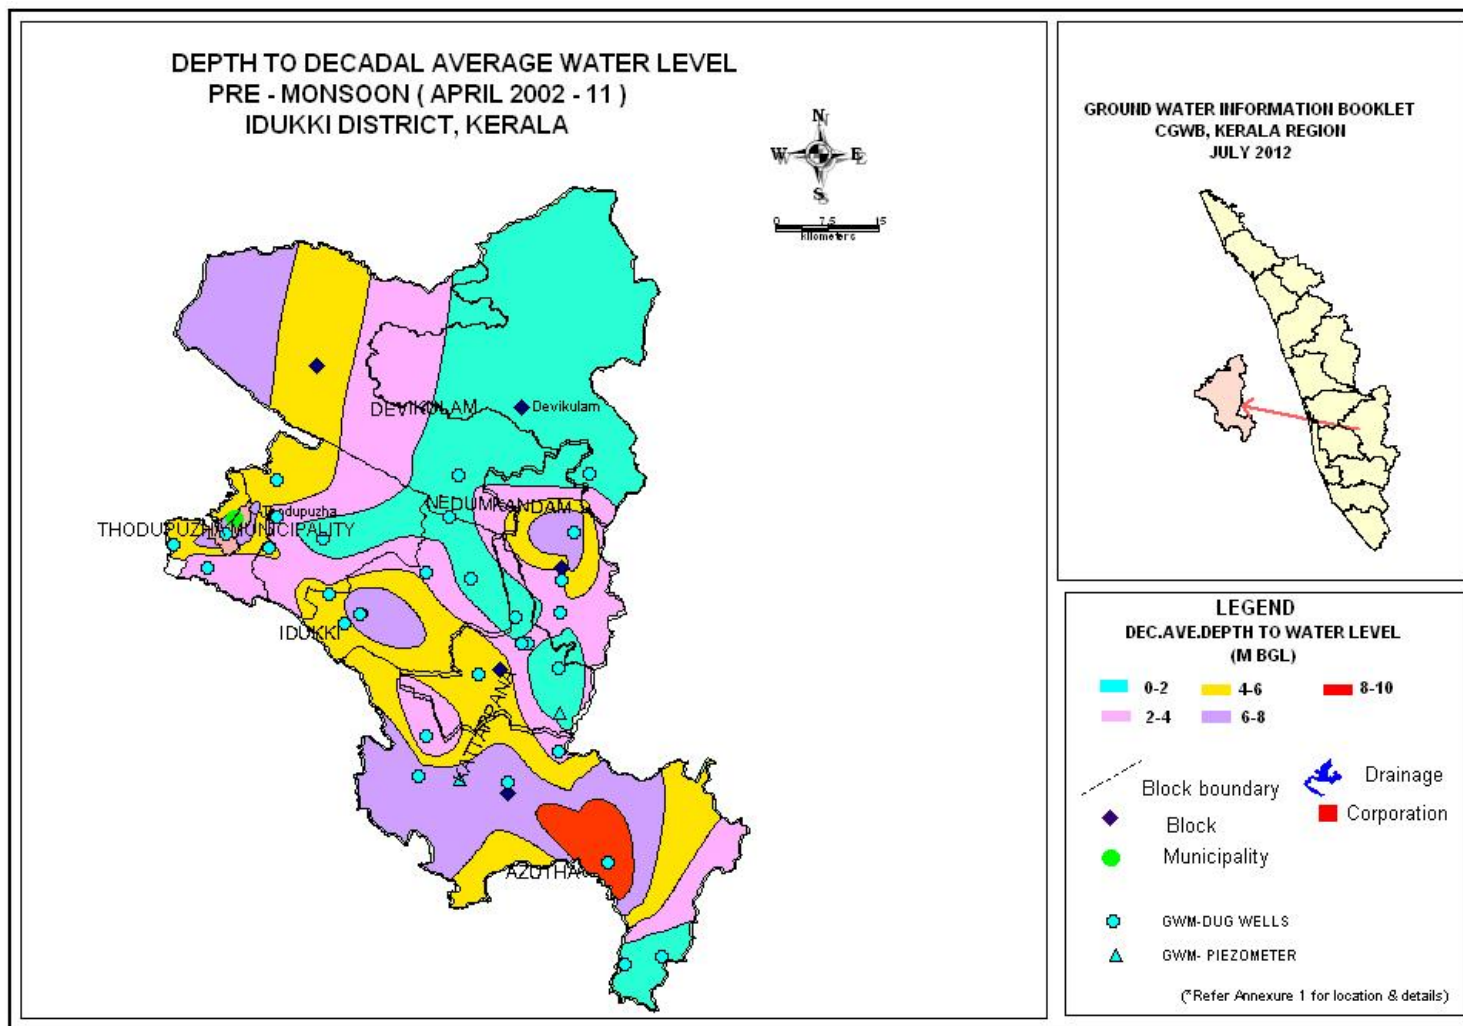 DEPTH TO DECADAL AVERAGE WATER LEVEL
PRE - MONSOON ( APRIL 2002 - 11 )
IDUKKI DISTRICT, KERALA
N
W E
S
0 7.5 15
kilometers
DEVIKULAM
Devikulam
NEDUMKANDAM
Thodupuzha
THODUPUZHA MUNICIPALITY
IDUKKI
KATTAPPANA
AZUTHA
GROUND WATER INFORMATION BOOKLET
CGWB, KERALA REGION
JULY 2012
LEGEND
DEC.AVE.DEPTH TO WATER LEVEL
(M BGL)
0-2 4-6 8-10
2-4 6-8
Block boundary
Drainage
Block
Corporation
Municipality
GWM-DUG WELLS
GWM- PIEZOMETER
(*Refer Annexure 1 for location & details)